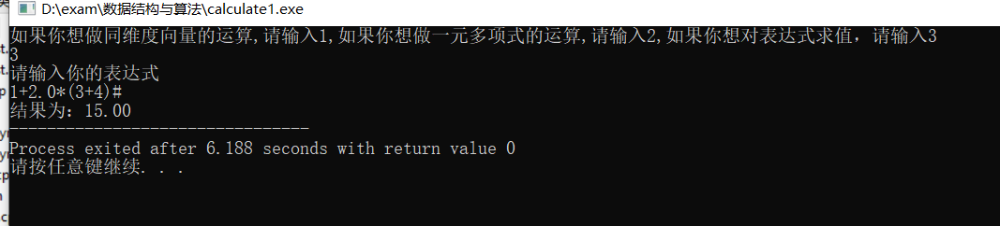 D:\exam\数据结构与算法\calculate1.exe
如果你想做同维度向量的运算,请输入1,如果你想做一元多项式的运算,请输入2,如果你想对表达式求值，请输入3
3
请输入你的表达式
1+2.0*(3+4)#
结果为：15.00
--------------------------------
Process exited after 6.188 seconds with return value 0
请按任意键继续. . .